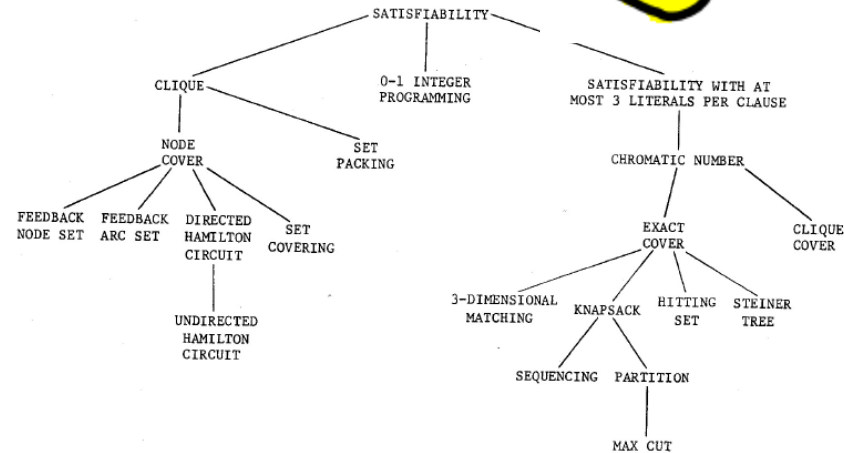 SATISFIABILITY
CLIQUE
0-1 INTEGER
PROGRAMMING
SATISFIABILITY WITH AT
MOST 3 LITERALS PER CLAUSE
NODE
COVER
SET
PACKING
CHROMATIC NUMBER
FEEDBACK
NODE SET
FEEDBACK
ARC SET
DIRECTED
HAMILTON
CIRCUIT
SET
COVERING
EXACT
COVER
CLIQUE
COVER
3-DIMENSIONAL
MATCHING
KNAPSACK
HITTING
SET
STEINER
TREE
UNDIRECTED
HAMILTON
CIRCUIT
SEQUENCING
PARTITION
MAX CUT